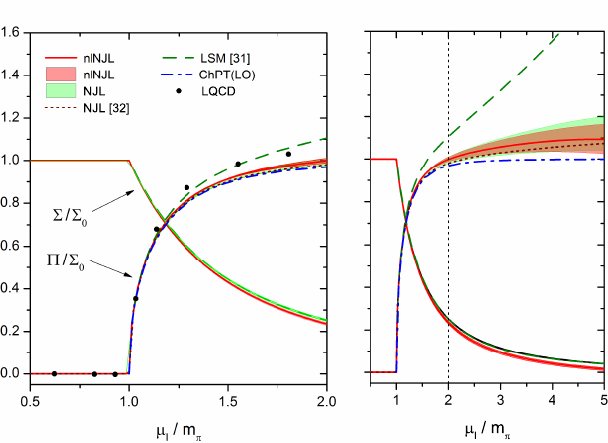 1.6
1.4
1.2
1.0
0.8
0.6
0.4
0.2
0.0
nlNJL
nlNJL
NJL
NJL [32]
LSM [31]
ChPT(LO)
LQCD
Σ/Σ₀
Π/Σ₀
0.5 1.0 1.5 2.0
μI / mπ
1 2 3 4 5
μI / mπ